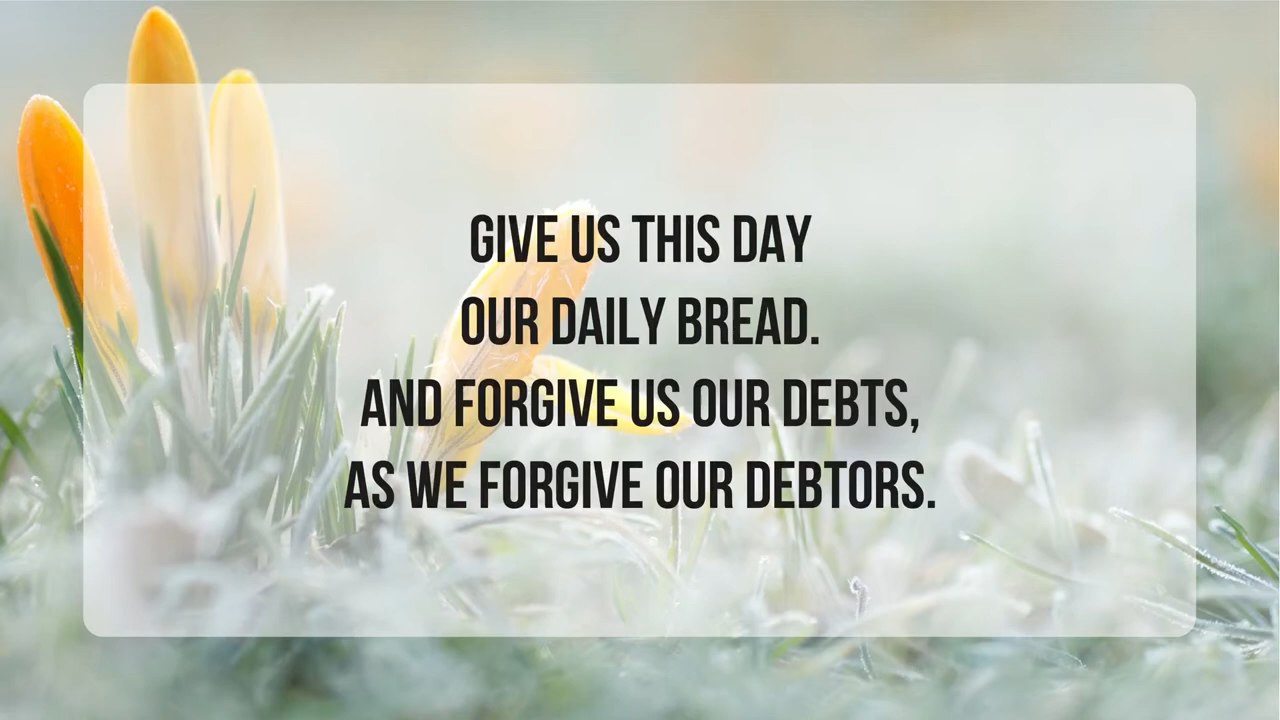 GIVE US THIS DAY
OUR DAILY BREAD.
AND FORGIVE US OUR DEBTS,
AS WE FORGIVE OUR DEBTORS.